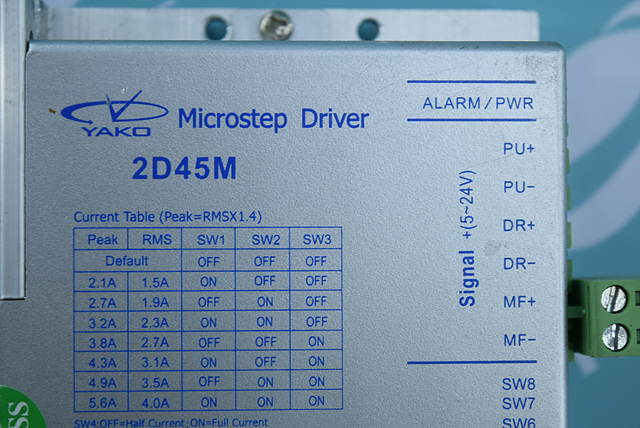 YAKO Microstep Driver
2D45M
Current Table (Peak=RMSX1.4)
Peak RMS SW1 SW2 SW3
Default OFF OFF OFF
2.1A 1.5A ON OFF OFF
2.7A 1.9A OFF ON OFF
3.2A 2.3A ON ON OFF
3.8A 2.7A OFF OFF ON
4.3A 3.1A ON OFF ON
4.9A 3.5A OFF ON ON
5.6A 4.0A ON ON ON
SW4:OFF=Half Current; ON=Full Current
ALARM/PWR
Signal +(5~24V)
PU+
PU-
DR+
DR-
MF+
MF-
SW8
SW7
SW6
SS